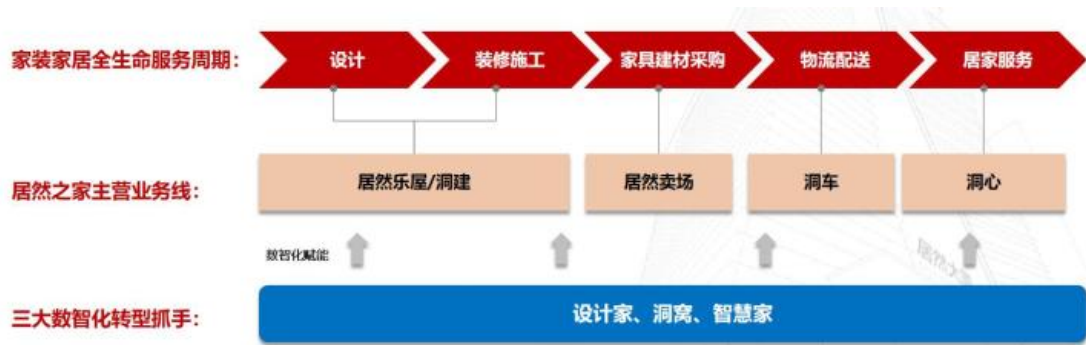 家装家居全生命服务周期：
设计
装修施工
家具建材采购
物流配送
居家服务
居然之家主营业务线：
居然乐屋/洞建
居然卖场
洞车
洞心
数智化赋能
三大数智化转型抓手：
设计家、洞窝、智慧家